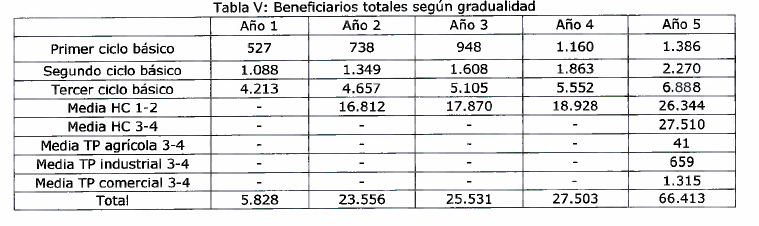 Tabla V: Beneficiarios totales según gradualidad
Año 1 Año 2 Año 3 Año 4 Año 5
Primer ciclo básico 527 738 948 1.160 1.386
Segundo ciclo básico 1.088 1.349 1.608 1.863 2.270
Tercer ciclo básico 4.213 4.657 5.105 5.552 6.888
Media HC 1-2 - 16.812 17.870 18.928 26.344
Media HC 3-4 - - - - 27.510
Media TP agrícola 3-4 - - - - 41
Media TP industrial 3-4 - - - - 659
Media TP comercial 3-4 - - - - 1.315
Total 5.828 23.556 25.531 27.503 66.413